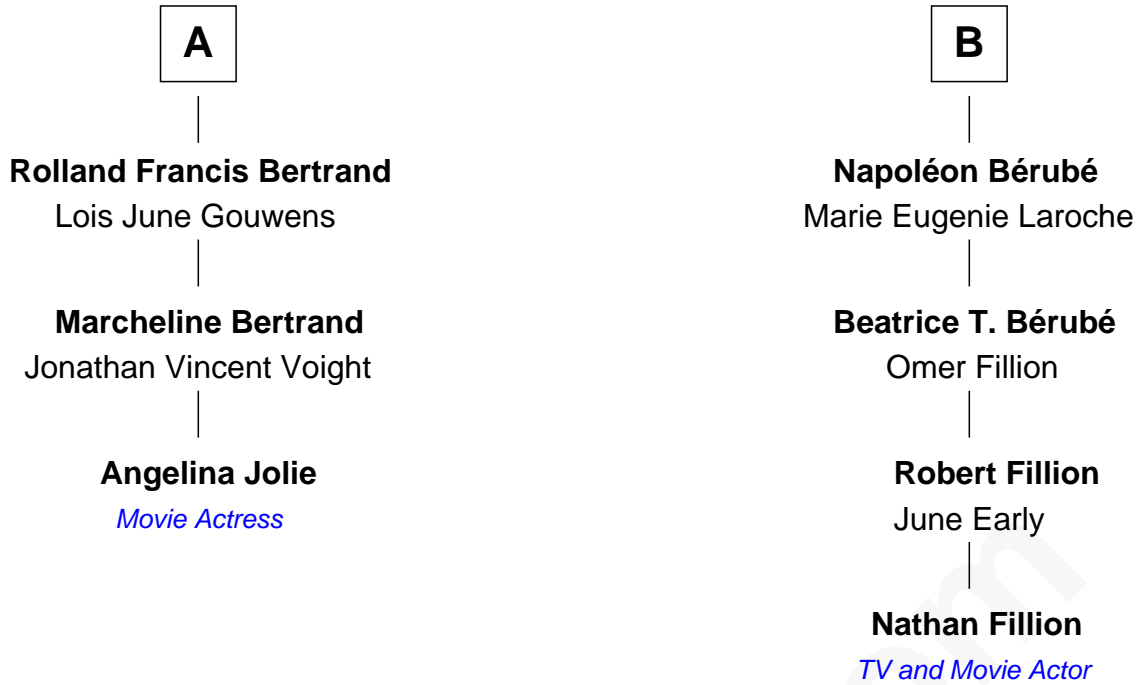 A
Rolland Francis Bertrand
Lois June Gouwens
Marcheline Bertrand
Jonathan Vincent Voight
Angelina Jolie
Movie Actress
B
Napoléon Bérubé
Marie Eugenie Laroche
Beatrice T. Bérubé
Omer Fillion
Robert Fillion
June Early
Nathan Fillion
TV and Movie Actor